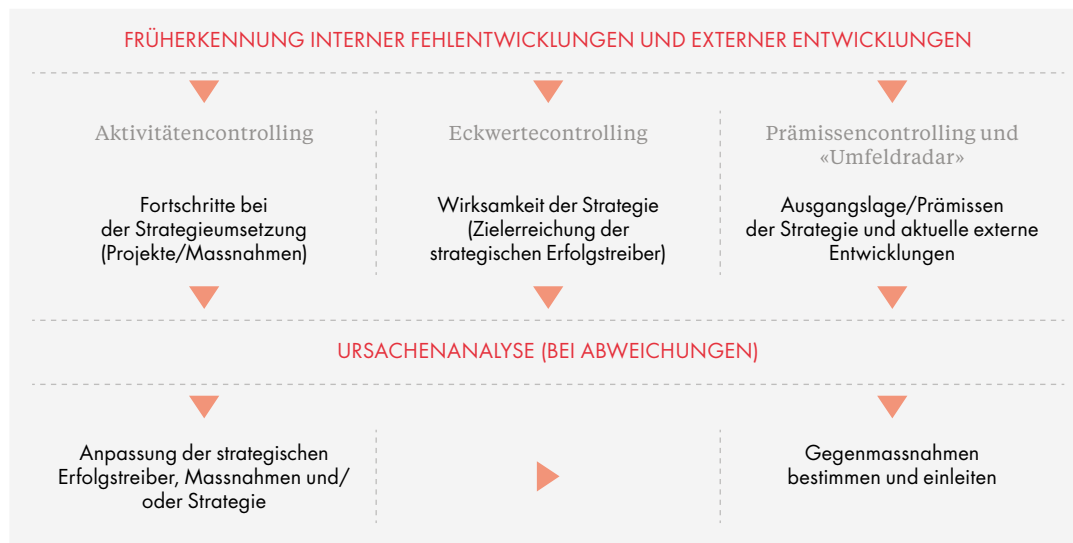 FRÜHERKENNUNG INTERNER FEHLENTWICKLUNGEN UND EXTERNER ENTWICKLUNGEN
Aktivitätencontrolling
Fortschritte bei
der Strategieumsetzung
(Projekte/Massnahmen)
Eckwertecontrolling
Wirksamkeit der Strategie
(Zielerreichung der
strategischen Erfolgstreiber)
Prämissencontrolling und
«Umfeldradar»
Ausgangslage/Prämissen
der Strategie und aktuelle externe
Entwicklungen
URSACHENANALYSE (BEI ABWEICHUNGEN)
Anpassung der strategischen
Erfolgstreiber, Massnahmen und/
oder Strategie
Gegenmassnahmen
bestimmen und einleiten